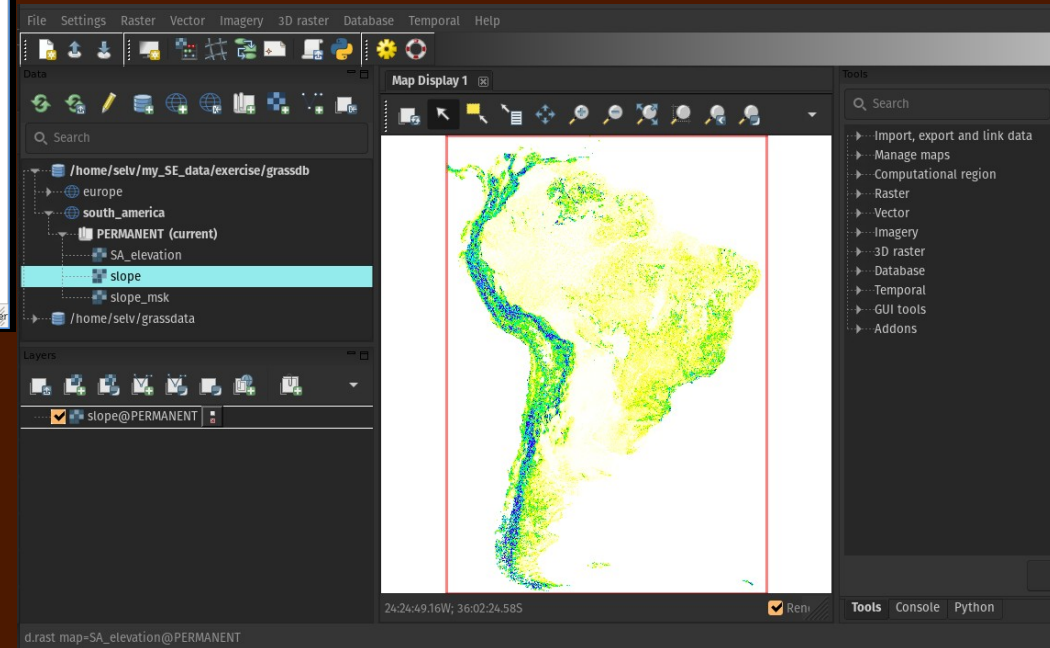 File Settings Raster Vector Imagery 3D raster Database Temporal Help
Data
Search
/home/selv/my_SE_data/exercise/grassdb
europe
south_america
PERMANENT (current)
SA_elevation
slope
slope_msk
/home/selv/grassdata
Layers
slope@PERMANENT
Map Display 1
24:24:49.16W; 36:02:24.58S
Ren
Tools
Search
Import, export and link data
Manage maps
Computational region
Raster
Vector
Imagery
3D raster
Database
Temporal
GUI tools
Addons
Tools Console Python
d.rast map=SA_elevation@PERMANENT